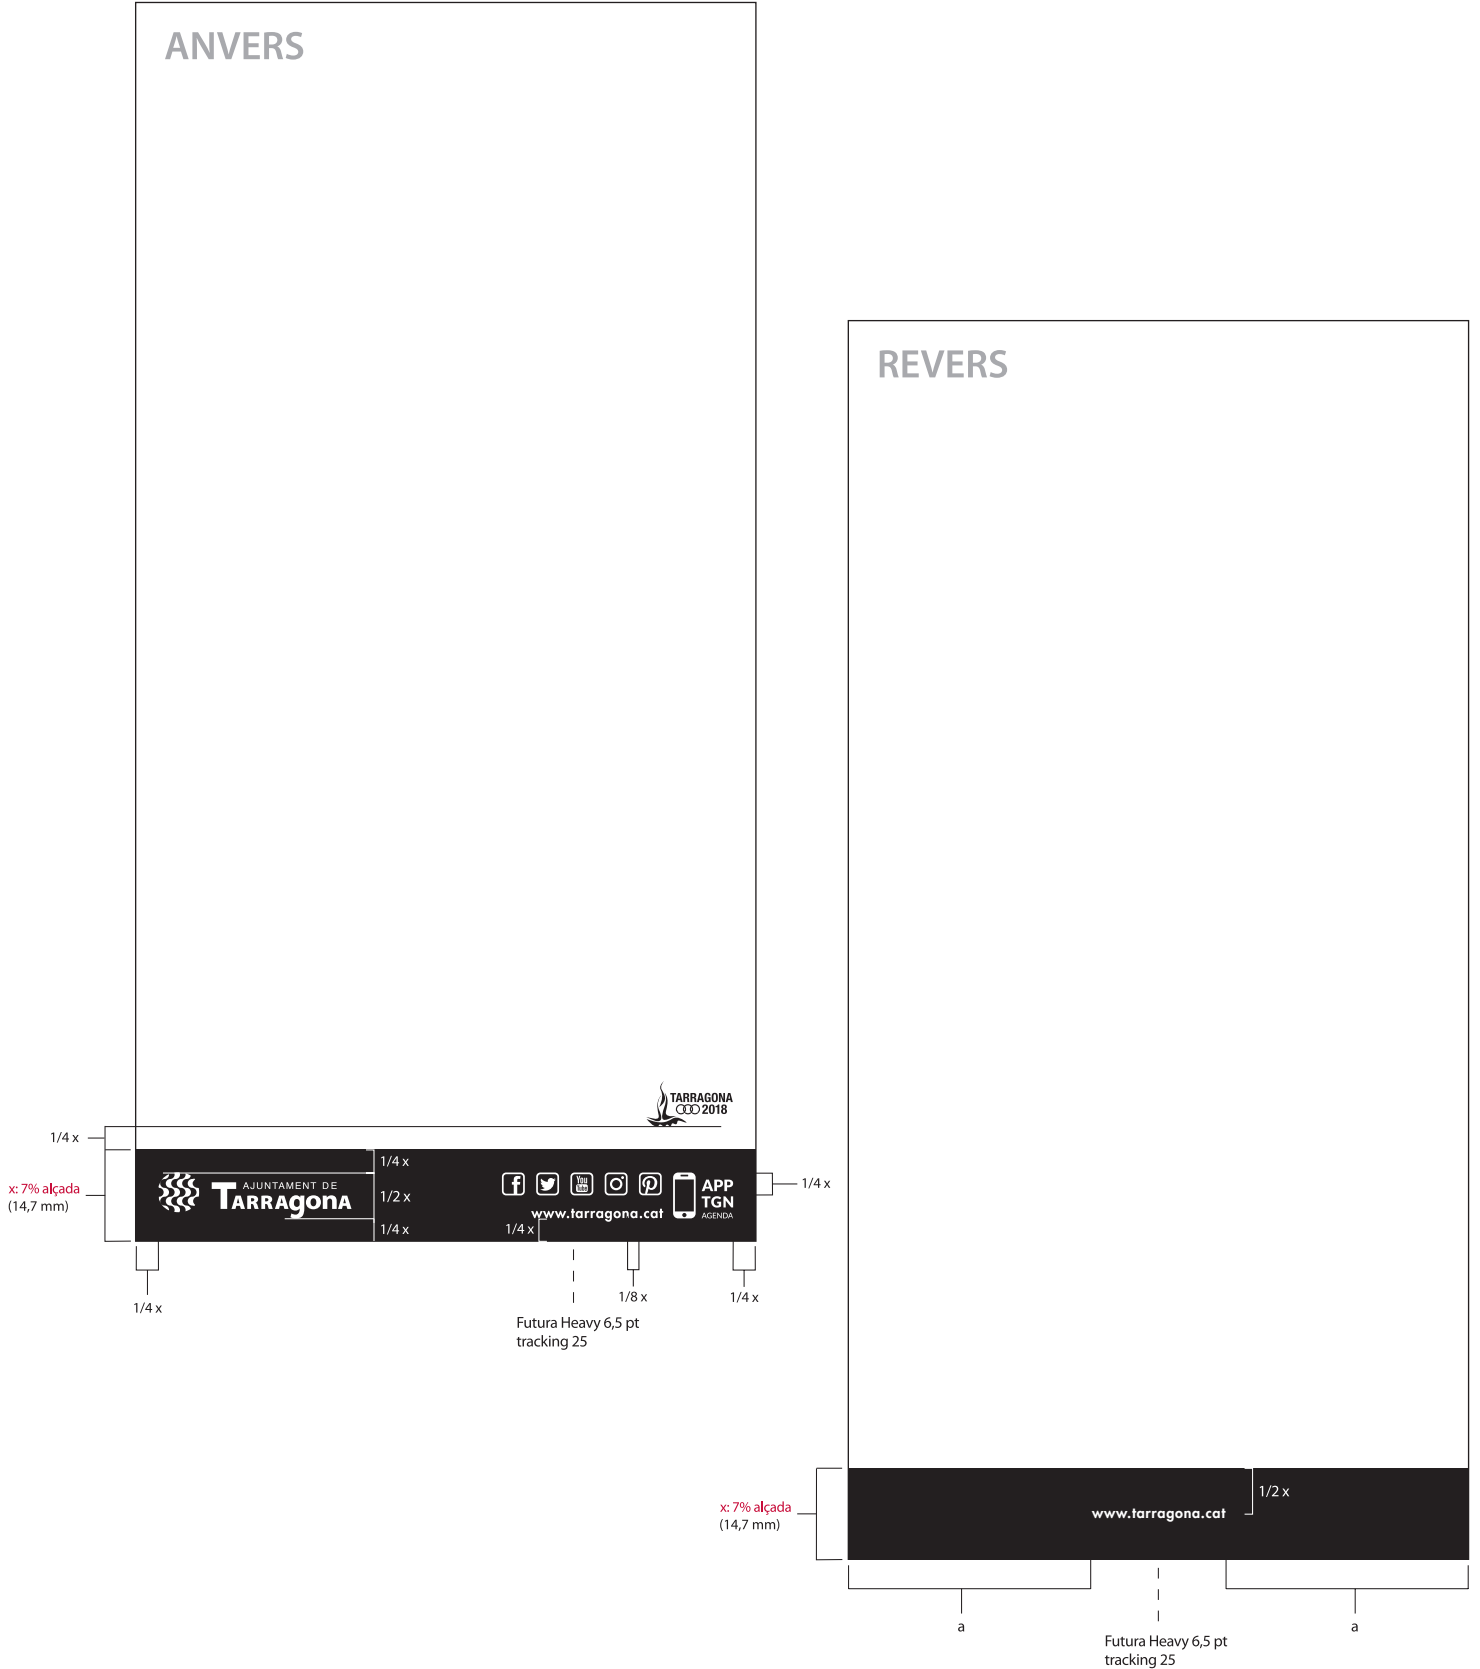 ANVERS
TARRAGONA
2018
1/4 x
x: 7% alçada
(14,7 mm)
1/4 x
1/2 x
1/4 x
AJUNTAMENT DE
TARRAgona
You
Tube
www.tarragona.cat
1/4 x
APP
TGN
AGENDA
1/4 x
1/4 x
1/8 x
1/4 x
Futura Heavy 6,5 pt
tracking 25
REVERS
x: 7% alçada
(14,7 mm)
www.tarragona.cat
1/2 x
a
a
Futura Heavy 6,5 pt
tracking 25